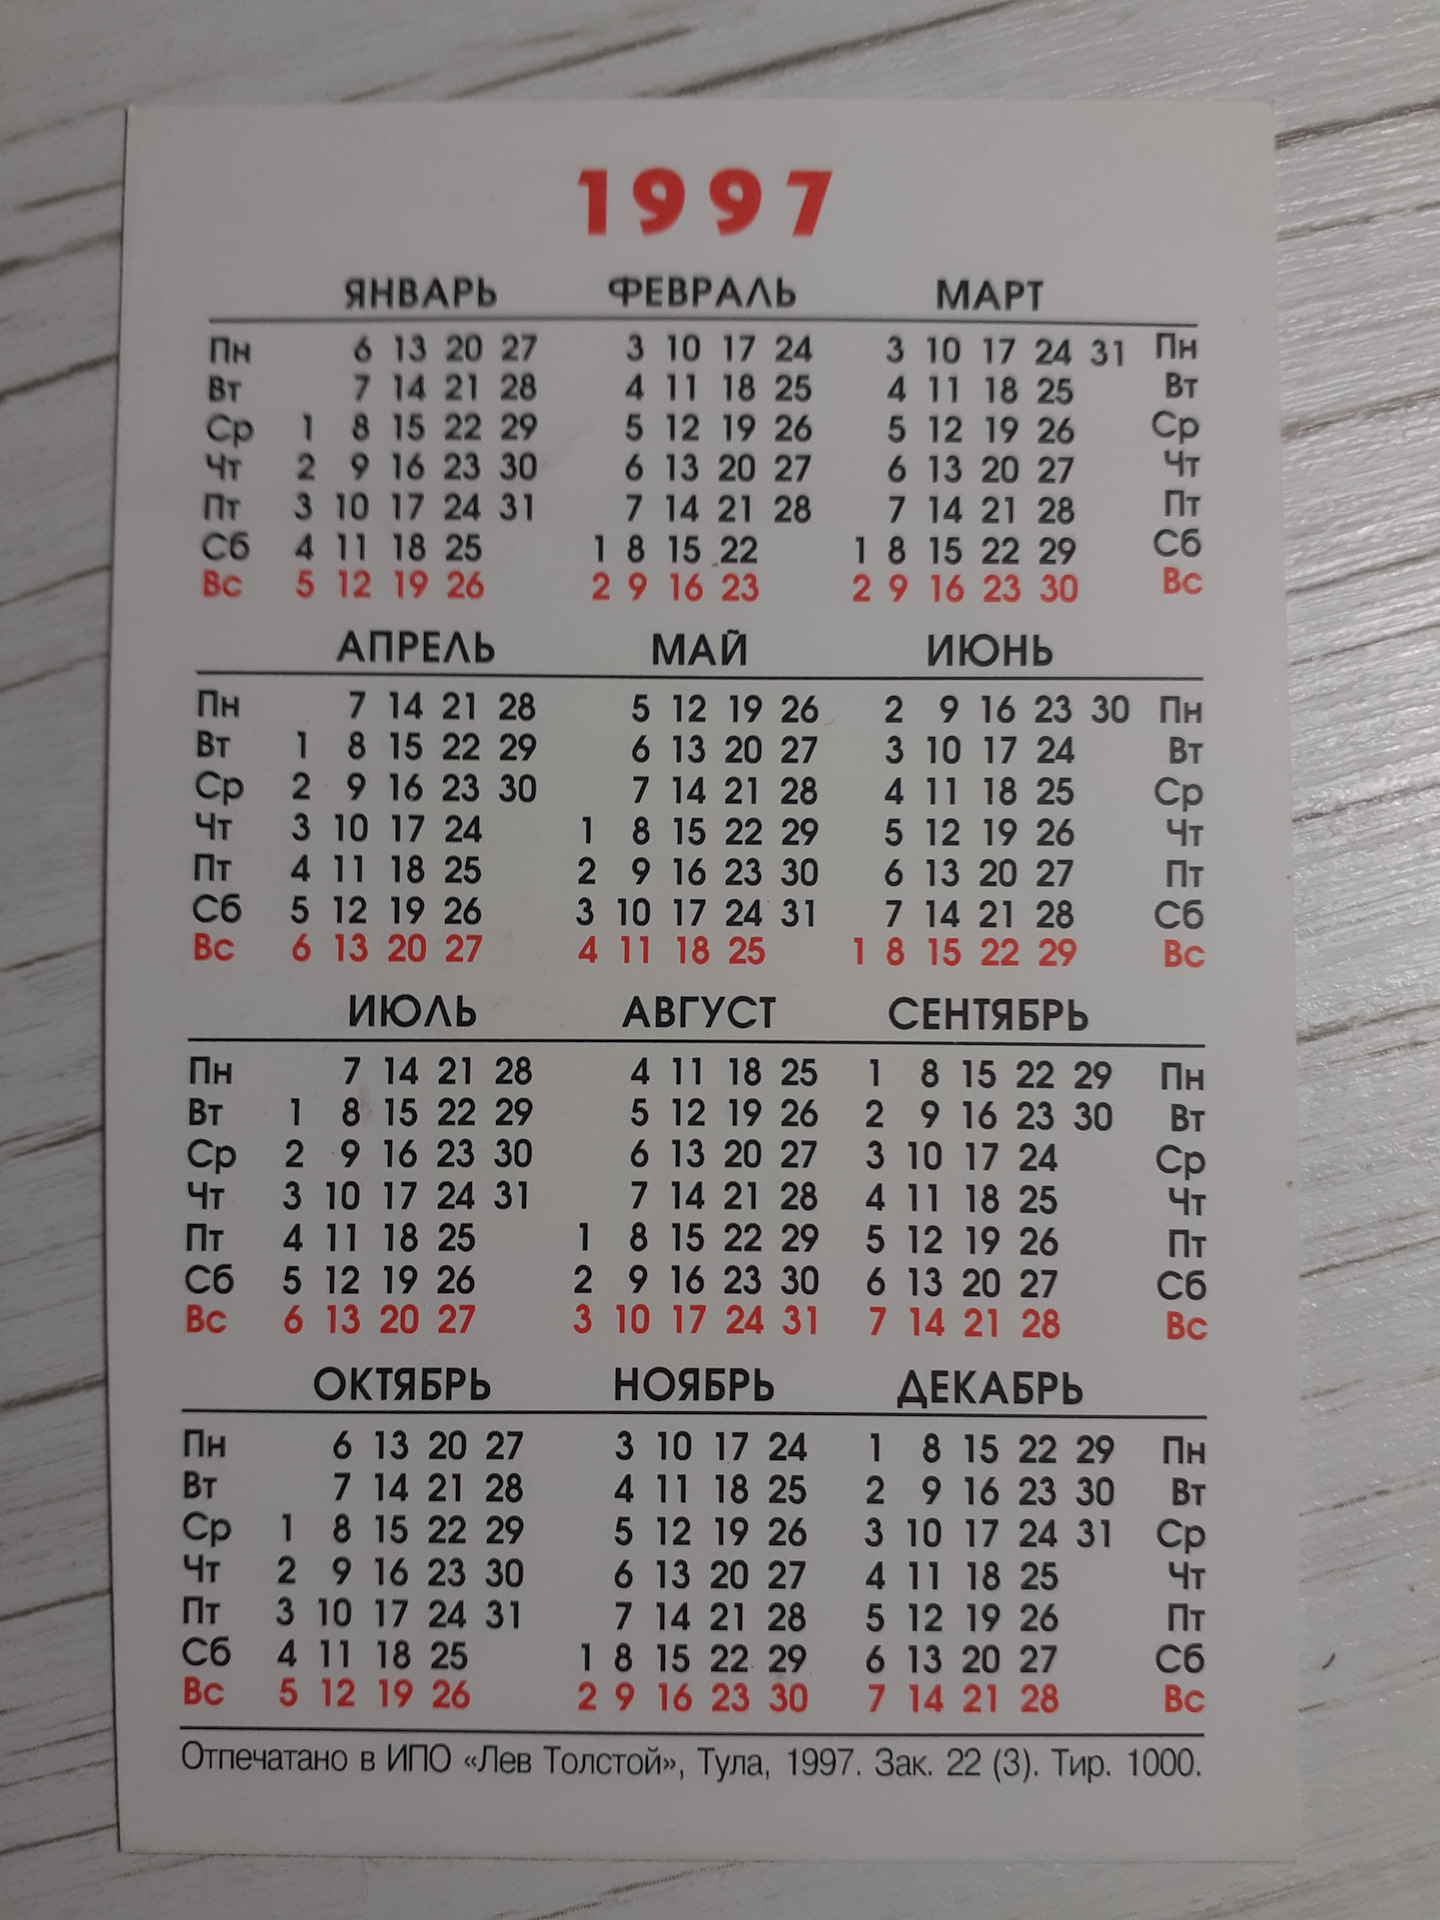 1997
ЯНВАРЬ ФЕВРАЛЬ МАРТ
Пн 6 13 20 27 3 10 17 24 3 10 17 24 31 Пн
Вт 7 14 21 28 4 11 18 25 4 11 18 25 Вт
Ср 1 8 15 22 29 5 12 19 26 5 12 19 26 Ср
Чт 2 9 16 23 30 6 13 20 27 6 13 20 27 Чт
Пт 3 10 17 24 31 7 14 21 28 7 14 21 28 Пт
Сб 4 11 18 25 1 8 15 22 1 8 15 22 29 Сб
Вс 5 12 19 26 2 9 16 23 2 9 16 23 30 Вс
АПРЕЛЬ МАЙ ИЮНЬ
Пн 7 14 21 28 5 12 19 26 2 9 16 23 30 Пн
Вт 1 8 15 22 29 6 13 20 27 3 10 17 24 Вт
Ср 2 9 16 23 30 7 14 21 28 4 11 18 25 Ср
Чт 3 10 17 24 1 8 15 22 29 5 12 19 26 Чт
Пт 4 11 18 25 2 9 16 23 30 6 13 20 27 Пт
Сб 5 12 19 26 3 10 17 24 31 7 14 21 28 Сб
Вс 6 13 20 27 4 11 18 25 1 8 15 22 29 Вс
ИЮЛЬ АВГУСТ СЕНТЯБРЬ
Пн 7 14 21 28 4 11 18 25 1 8 15 22 29 Пн
Вт 1 8 15 22 29 5 12 19 26 2 9 16 23 30 Вт
Ср 2 9 16 23 30 6 13 20 27 3 10 17 24 Ср
Чт 3 10 17 24 31 7 14 21 28 4 11 18 25 Чт
Пт 4 11 18 25 1 8 15 22 29 5 12 19 26 Пт
Сб 5 12 19 26 2 9 16 23 30 6 13 20 27 Сб
Вс 6 13 20 27 3 10 17 24 31 7 14 21 28 Вс
ОКТЯБРЬ НОЯБРЬ ДЕКАБРЬ
Пн 6 13 20 27 3 10 17 24 1 8 15 22 29 Пн
Вт 7 14 21 28 4 11 18 25 2 9 16 23 30 Вт
Ср 1 8 15 22 29 5 12 19 26 3 10 17 24 31 Ср
Чт 2 9 16 23 30 6 13 20 27 4 11 18 25 Чт
Пт 3 10 17 24 31 7 14 21 28 5 12 19 26 Пт
Сб 4 11 18 25 1 8 15 22 29 6 13 20 27 Сб
Вс 5 12 19 26 2 9 16 23 30 7 14 21 28 Вс
Отпечатано в ИПО «Лев Толстой», Тула, 1997. Зак. 22 (3). Тир. 1000.